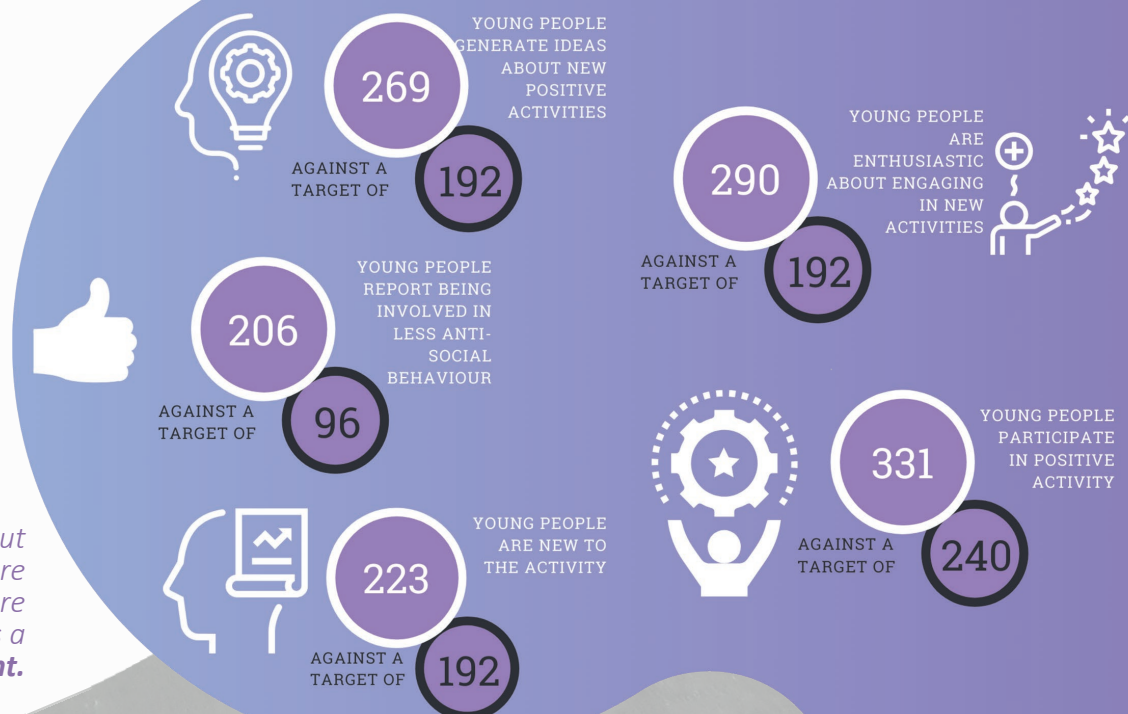 269
YOUNG PEOPLE
GENERATE IDEAS
ABOUT NEW
POSITIVE
ACTIVITIES
AGAINST A
TARGET OF
192
290
YOUNG PEOPLE
ARE
ENTHUSIASTIC
ABOUT ENGAGING
IN NEW
ACTIVITIES
AGAINST A
TARGET OF
192
206
YOUNG PEOPLE
REPORT BEING
INVOLVED IN
LESS ANTI-
SOCIAL
BEHAVIOUR
AGAINST A
TARGET OF
96
331
YOUNG PEOPLE
PARTICIPATE
IN POSITIVE
ACTIVITY
AGAINST A
TARGET OF
240
223
YOUNG PEOPLE
ARE NEW TO
THE ACTIVITY
AGAINST A
TARGET OF
192